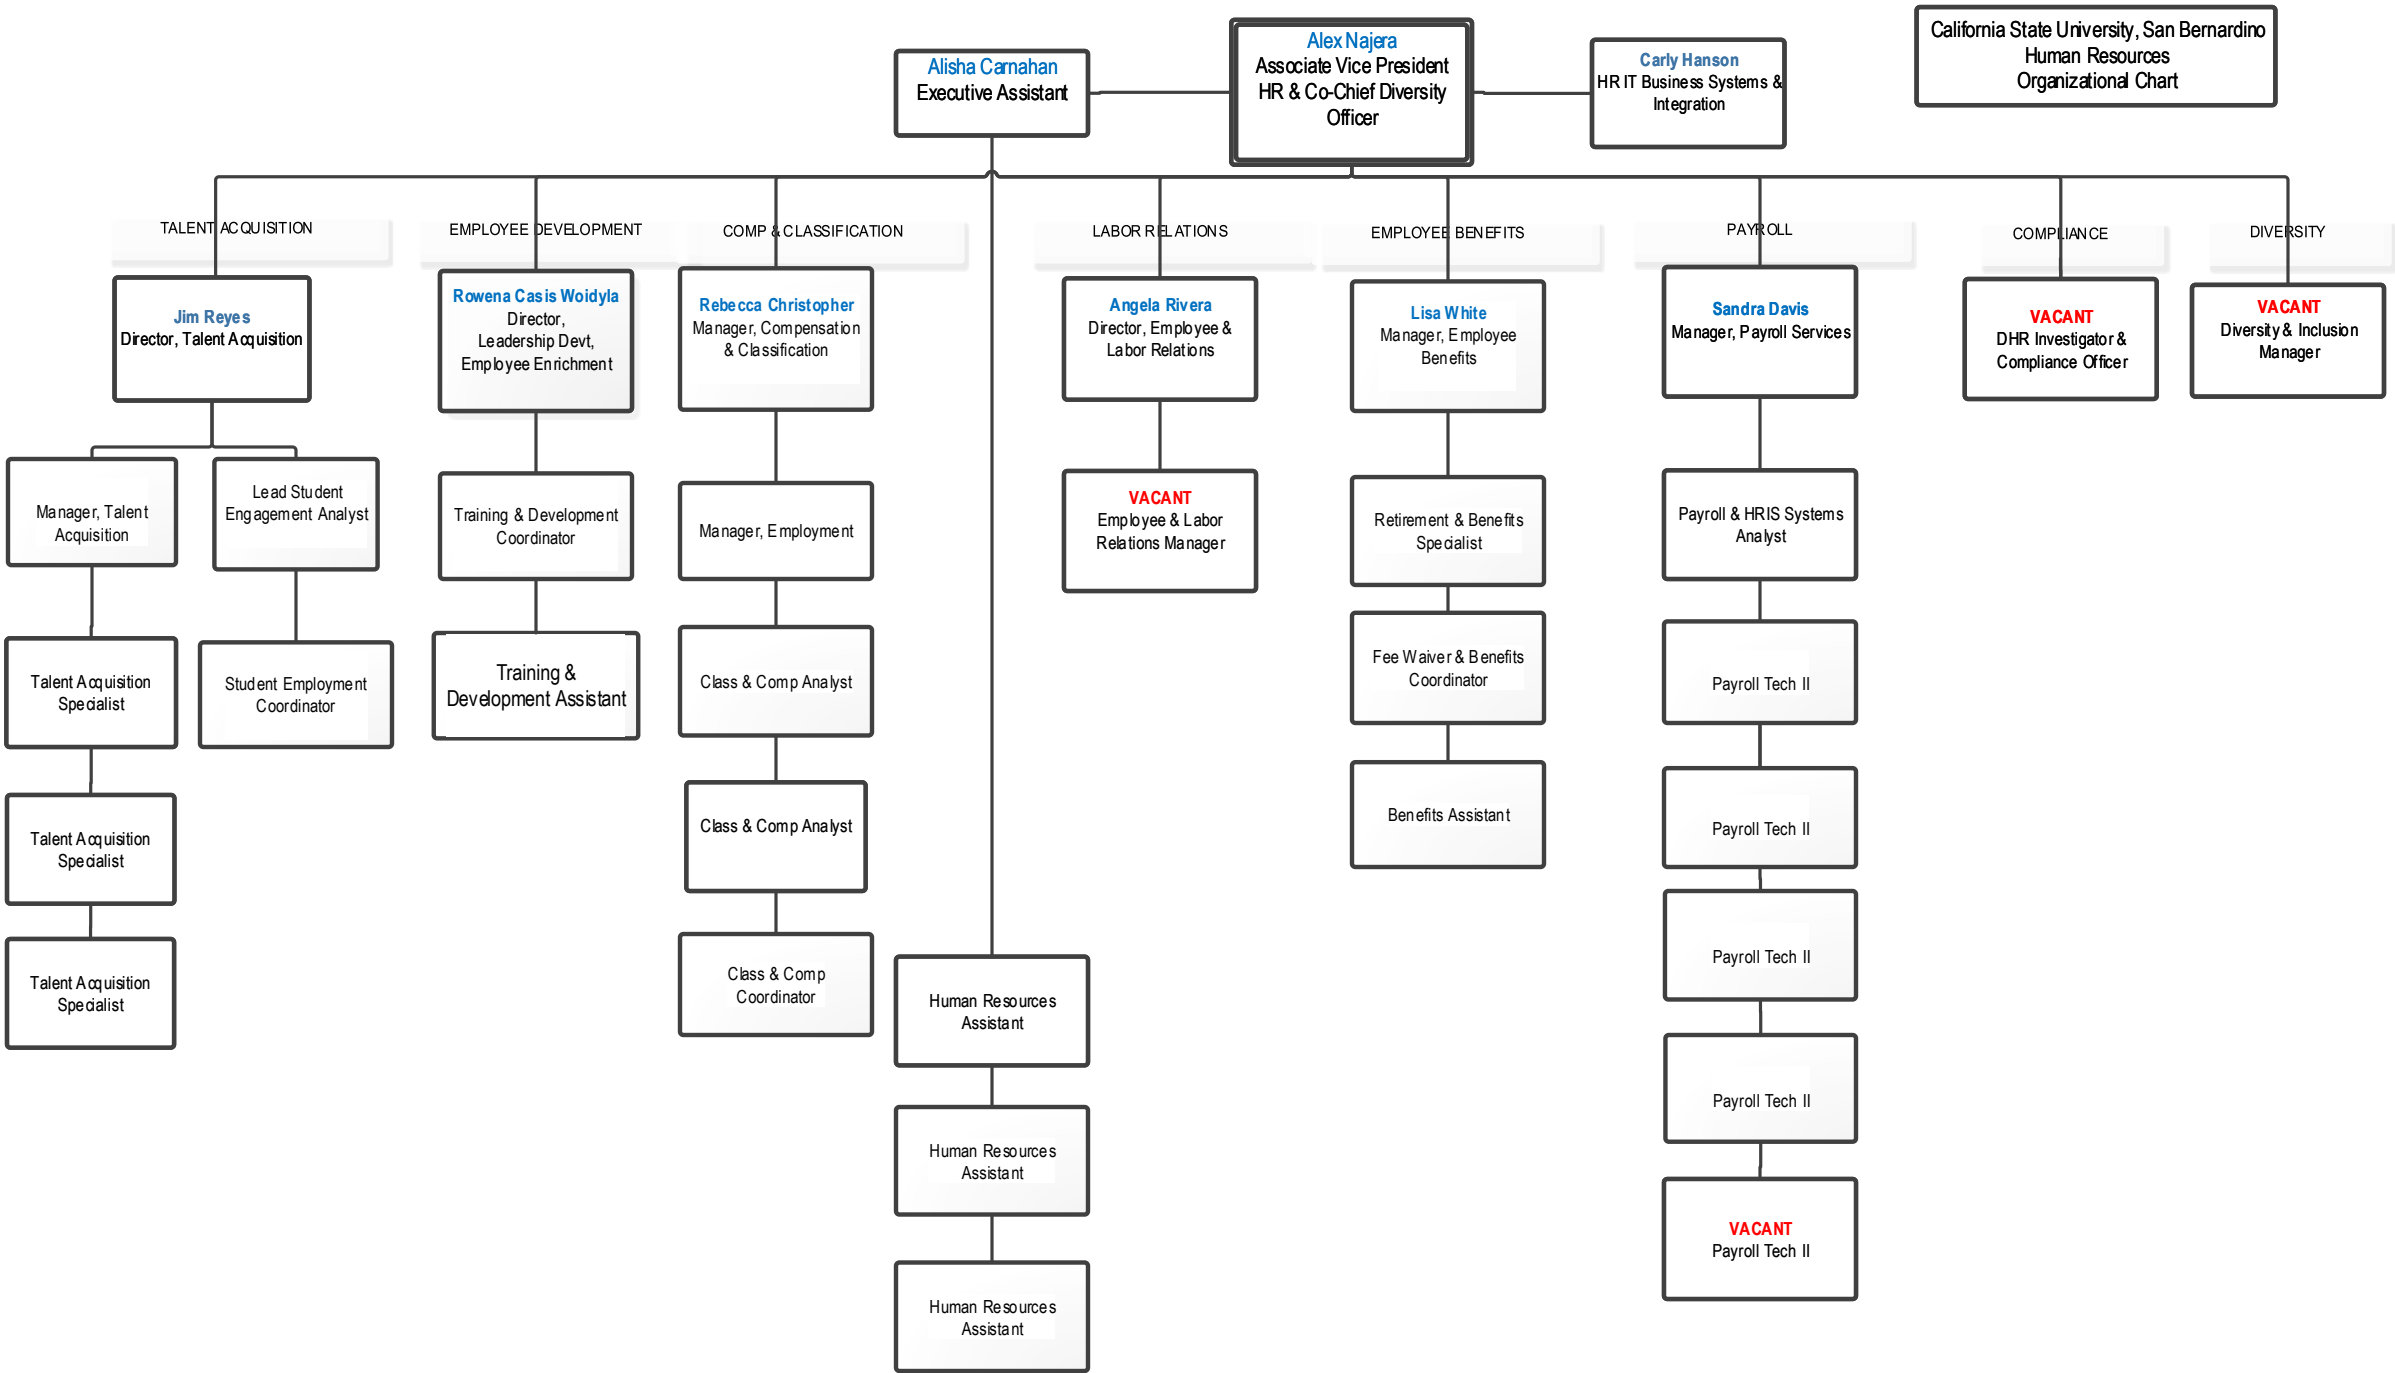 Alisha Carnahan
Executive Assistant
Alex Najera
Associate Vice President
HR & Co-Chief Diversity
Officer
Carly Hanson
HR IT Business Systems &
Integration
California State University, San Bernardino
Human Resources
Organizational Chart
TALENT ACQUISITION
EMPLOYEE DEVELOPMENT
COMP & CLASSIFICATION
LABOR RELATIONS
EMPLOYEE BENEFITS
PAYROLL
COMPLIANCE
DIVERSITY
Jim Reyes
Director, Talent Acquisition
Rowena Casis Woidyla
Director,
Leadership Devt,
Employee Enrichment
Rebecca Christopher
Manager, Compensation
& Classification
Angela Rivera
Director, Employee &
Labor Relations
Lisa White
Manager, Employee
Benefits
Sandra Davis
Manager, Payroll Services
VACANT
DHR Investigator &
Compliance Officer
VACANT
Diversity & Inclusion
Manager
Manager, Talent
Acquisition
Lead Student
Engagement Analyst
Training & Development
Coordinator
Manager, Employment
VACANT
Employee & Labor
Relations Manager
Retirement & Benefits
Specialist
Payroll & HRIS Systems
Analyst
Talent Acquisition
Specialist
Student Employment
Coordinator
Training &
Development Assistant
Class & Comp Analyst
Fee Waiver & Benefits
Coordinator
Payroll Tech II
Talent Acquisition
Specialist
Class & Comp Analyst
Benefits Assistant
Payroll Tech II
Talent Acquisition
Specialist
Class & Comp
Coordinator
Human Resources
Assistant
Payroll Tech II
Human Resources
Assistant
Payroll Tech II
Human Resources
Assistant
VACANT
Payroll Tech II